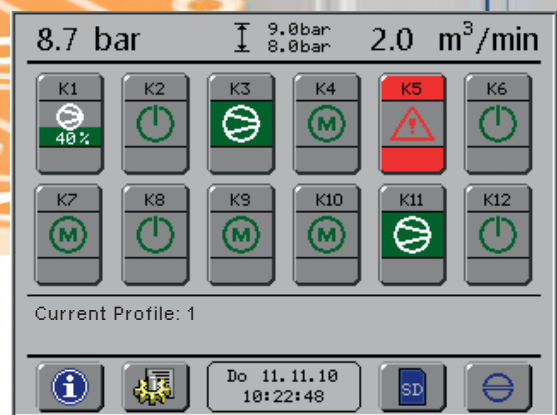 8.7 bar 9.0bar 8.0bar 2.0 m³/min
K1 K2 K3 K4 K5 K6
40% M
K7 K8 K9 K10 K11 K12
M M M
Current Profile: 1
i Do 11.11.10 SD
10:22:48